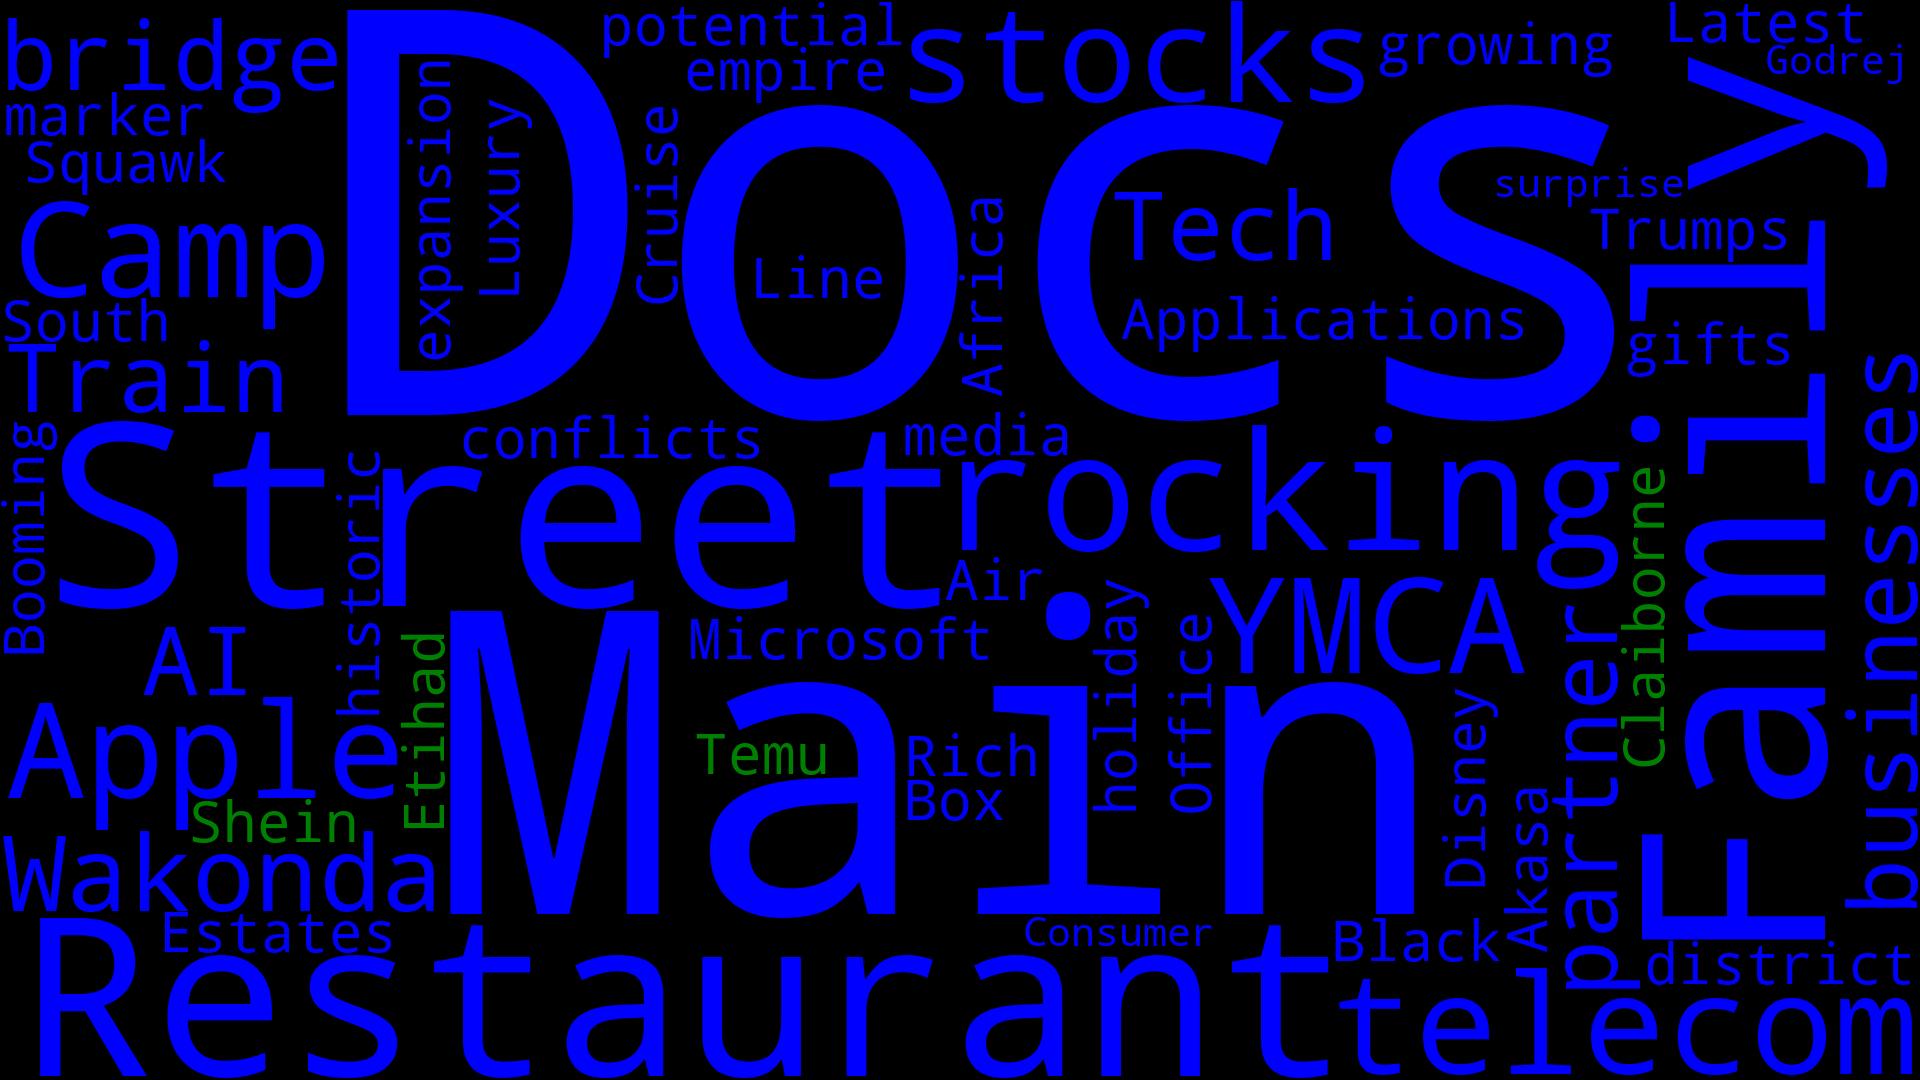 bridge
potential
empire
stocks
growing
Latest
Godrej
marker
Squawk
Docs
expansion
Luxury
Cruise
Line
Africa
Tech
Applications
surprise
Trumps
gifts
Family
Camp
South
Train
Booming
Street
historic
conflicts
media
rocking
Air
YMCA
Claiborne
businesses
AI
Apple
Etihad
Shein
Main
Microsoft
Temu
Rich
Box
holiday
Office
Disney
Akasa
partner
Wakonda
Estates
Restaurant
Consumer
Black
district
telecom